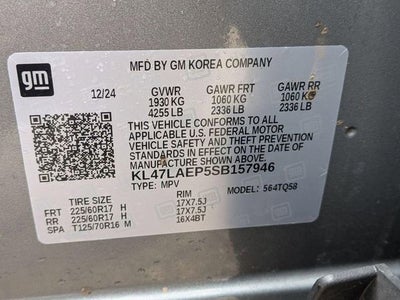 gm
MFD BY GM KOREA COMPANY
12/24 GVWR GAWR FRT GAWR RR
1930 KG 1060 KG 1060 KG
4255 LB 2336 LB 2336 LB
THIS VEHICLE CONFORMS TO ALL
APPLICABLE U.S. FEDERAL MOTOR
VEHICLE SAFETY, BUMPER, AND
THEFT PREVENTION STANDARDS IN
EFFECT ON THE DATE OF
MANUFACTURE SHOWN ABOVE.
KL47LAEP5SB157946
TYPE: MPV MODEL: 564TQ58
TIRE SIZE RIM
FRT 225/60R17 H 17X7.5J
RR 225/60R17 H 17X7.5J
SPA T125/70R16 M 16X4BT